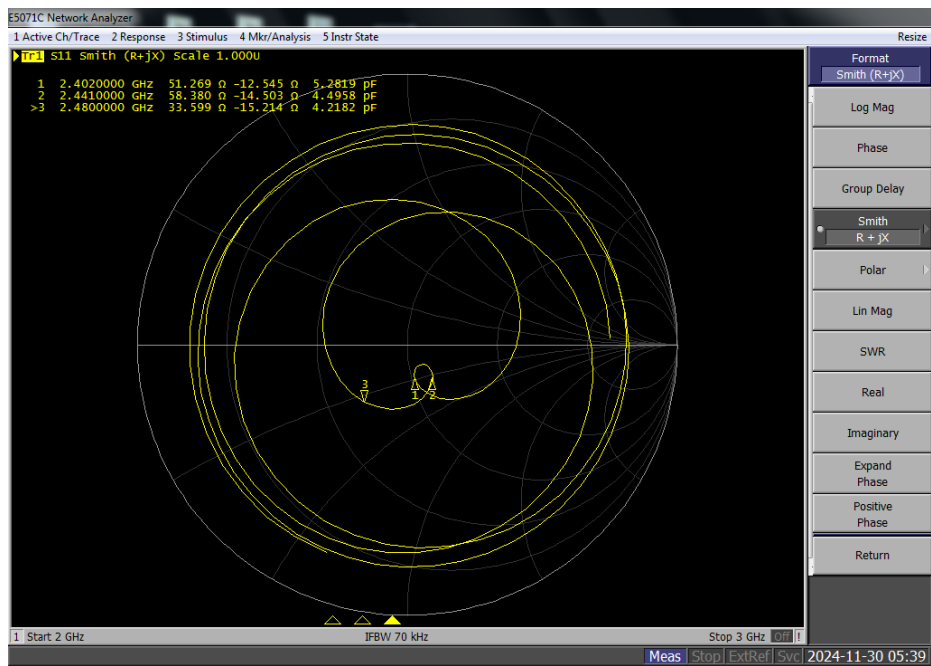 E5071C Network Analyzer
1 Active Ch/Trace 2 Response 3 Stimulus 4 Mkr/Analysis 5 Instr State
Resize
Tr1 S11 Smith (R+jX) Scale 1.000U
1 2.4020000 GHz 51.269 Ω -12.545 Ω 5.2819 pF
2 2.4410000 GHz 58.380 Ω -14.503 Ω 4.4958 pF
>3 2.4800000 GHz 33.599 Ω -15.214 Ω 4.2182 pF
3
1 2
Format
Smith (R+jX)
Log Mag
Phase
Group Delay
Smith
R + jX
Polar
Lin Mag
SWR
Real
Imaginary
Expand
Phase
Positive
Phase
Return
1 Start 2 GHz
IFBW 70 kHz
Stop 3 GHz Off !
Meas Stop ExtRef Svc 2024-11-30 05:39